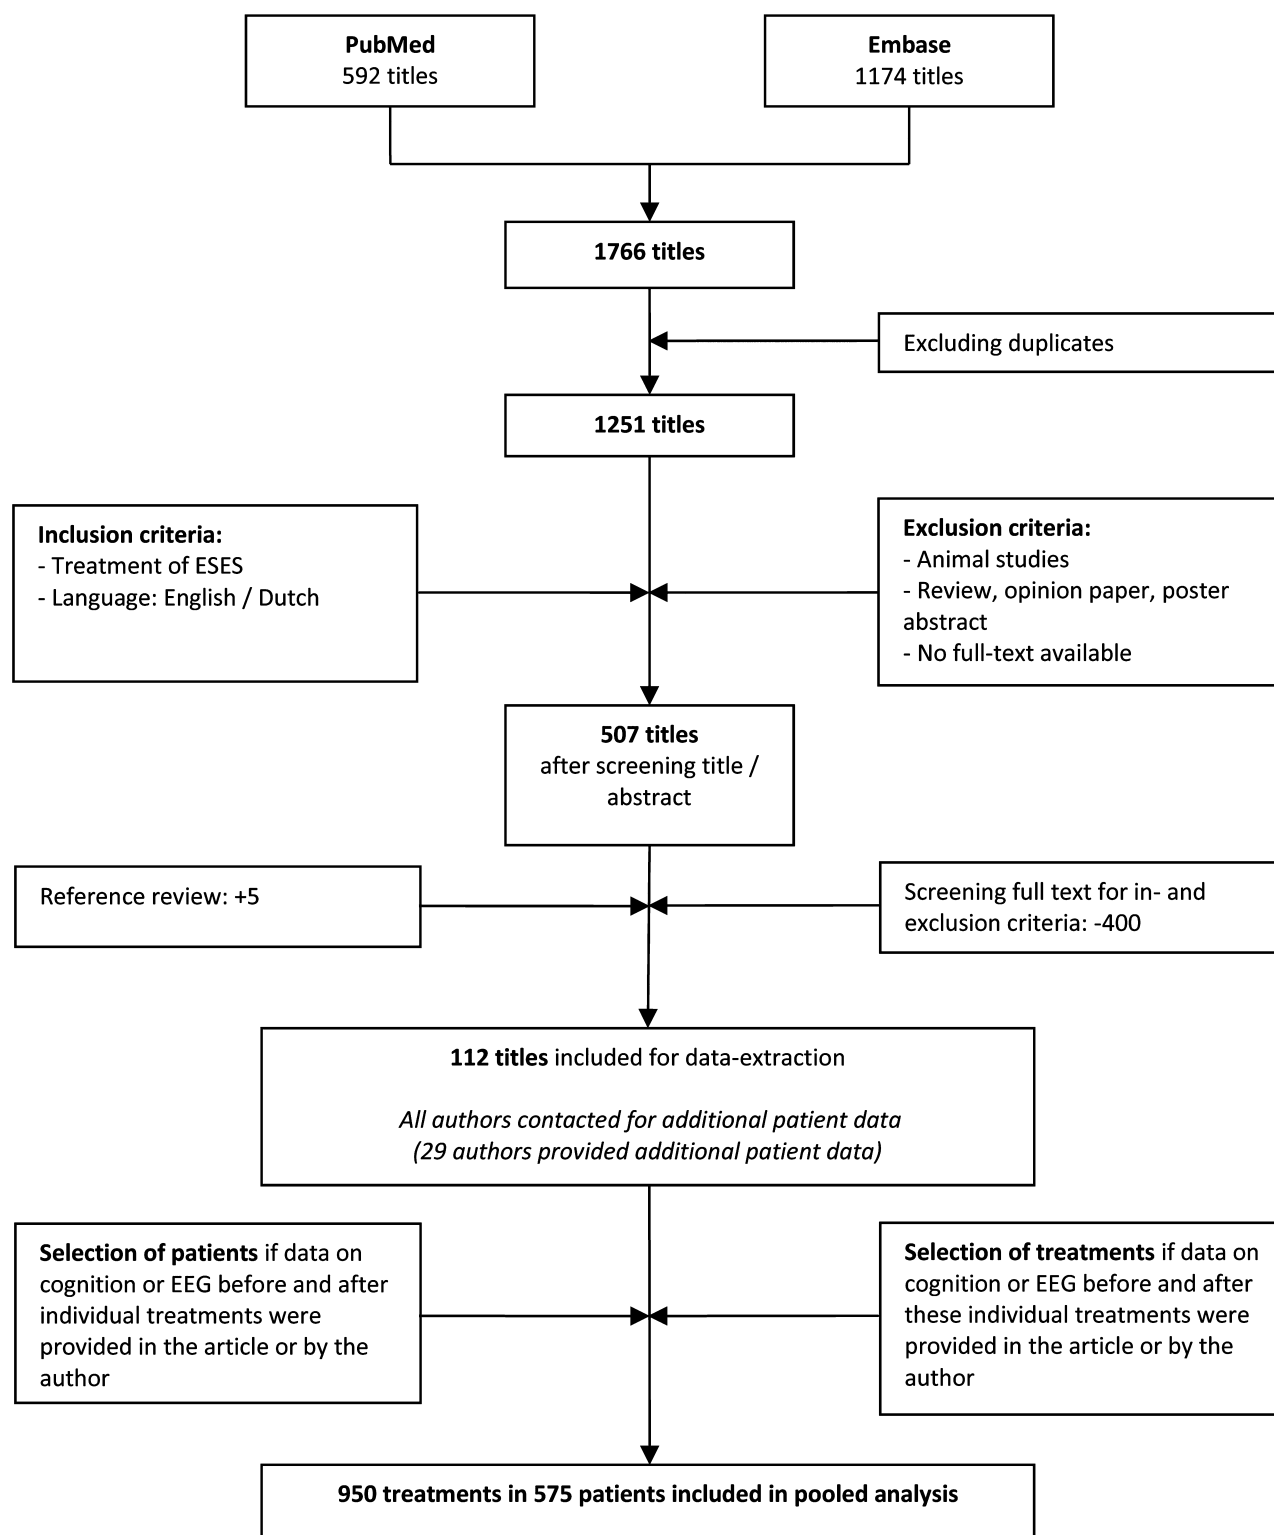 PubMed
592 titles
Embase
1174 titles
1766 titles
Excluding duplicates
1251 titles
Inclusion criteria:
- Treatment of ESES
- Language: English / Dutch
Exclusion criteria:
- Animal studies
- Review, opinion paper, poster
abstract
- No full-text available
507 titles
after screening title /
abstract
Reference review: +5
Screening full text for in- and
exclusion criteria: -400
112 titles included for data-extraction
All authors contacted for additional patient data
(29 authors provided additional patient data)
Selection of patients if data on
cognition or EEG before and after
individual treatments were
provided in the article or by the
author
Selection of treatments if data on
cognition or EEG before and after
these individual treatments were
provided in the article or by the
author
950 treatments in 575 patients included in pooled analysis